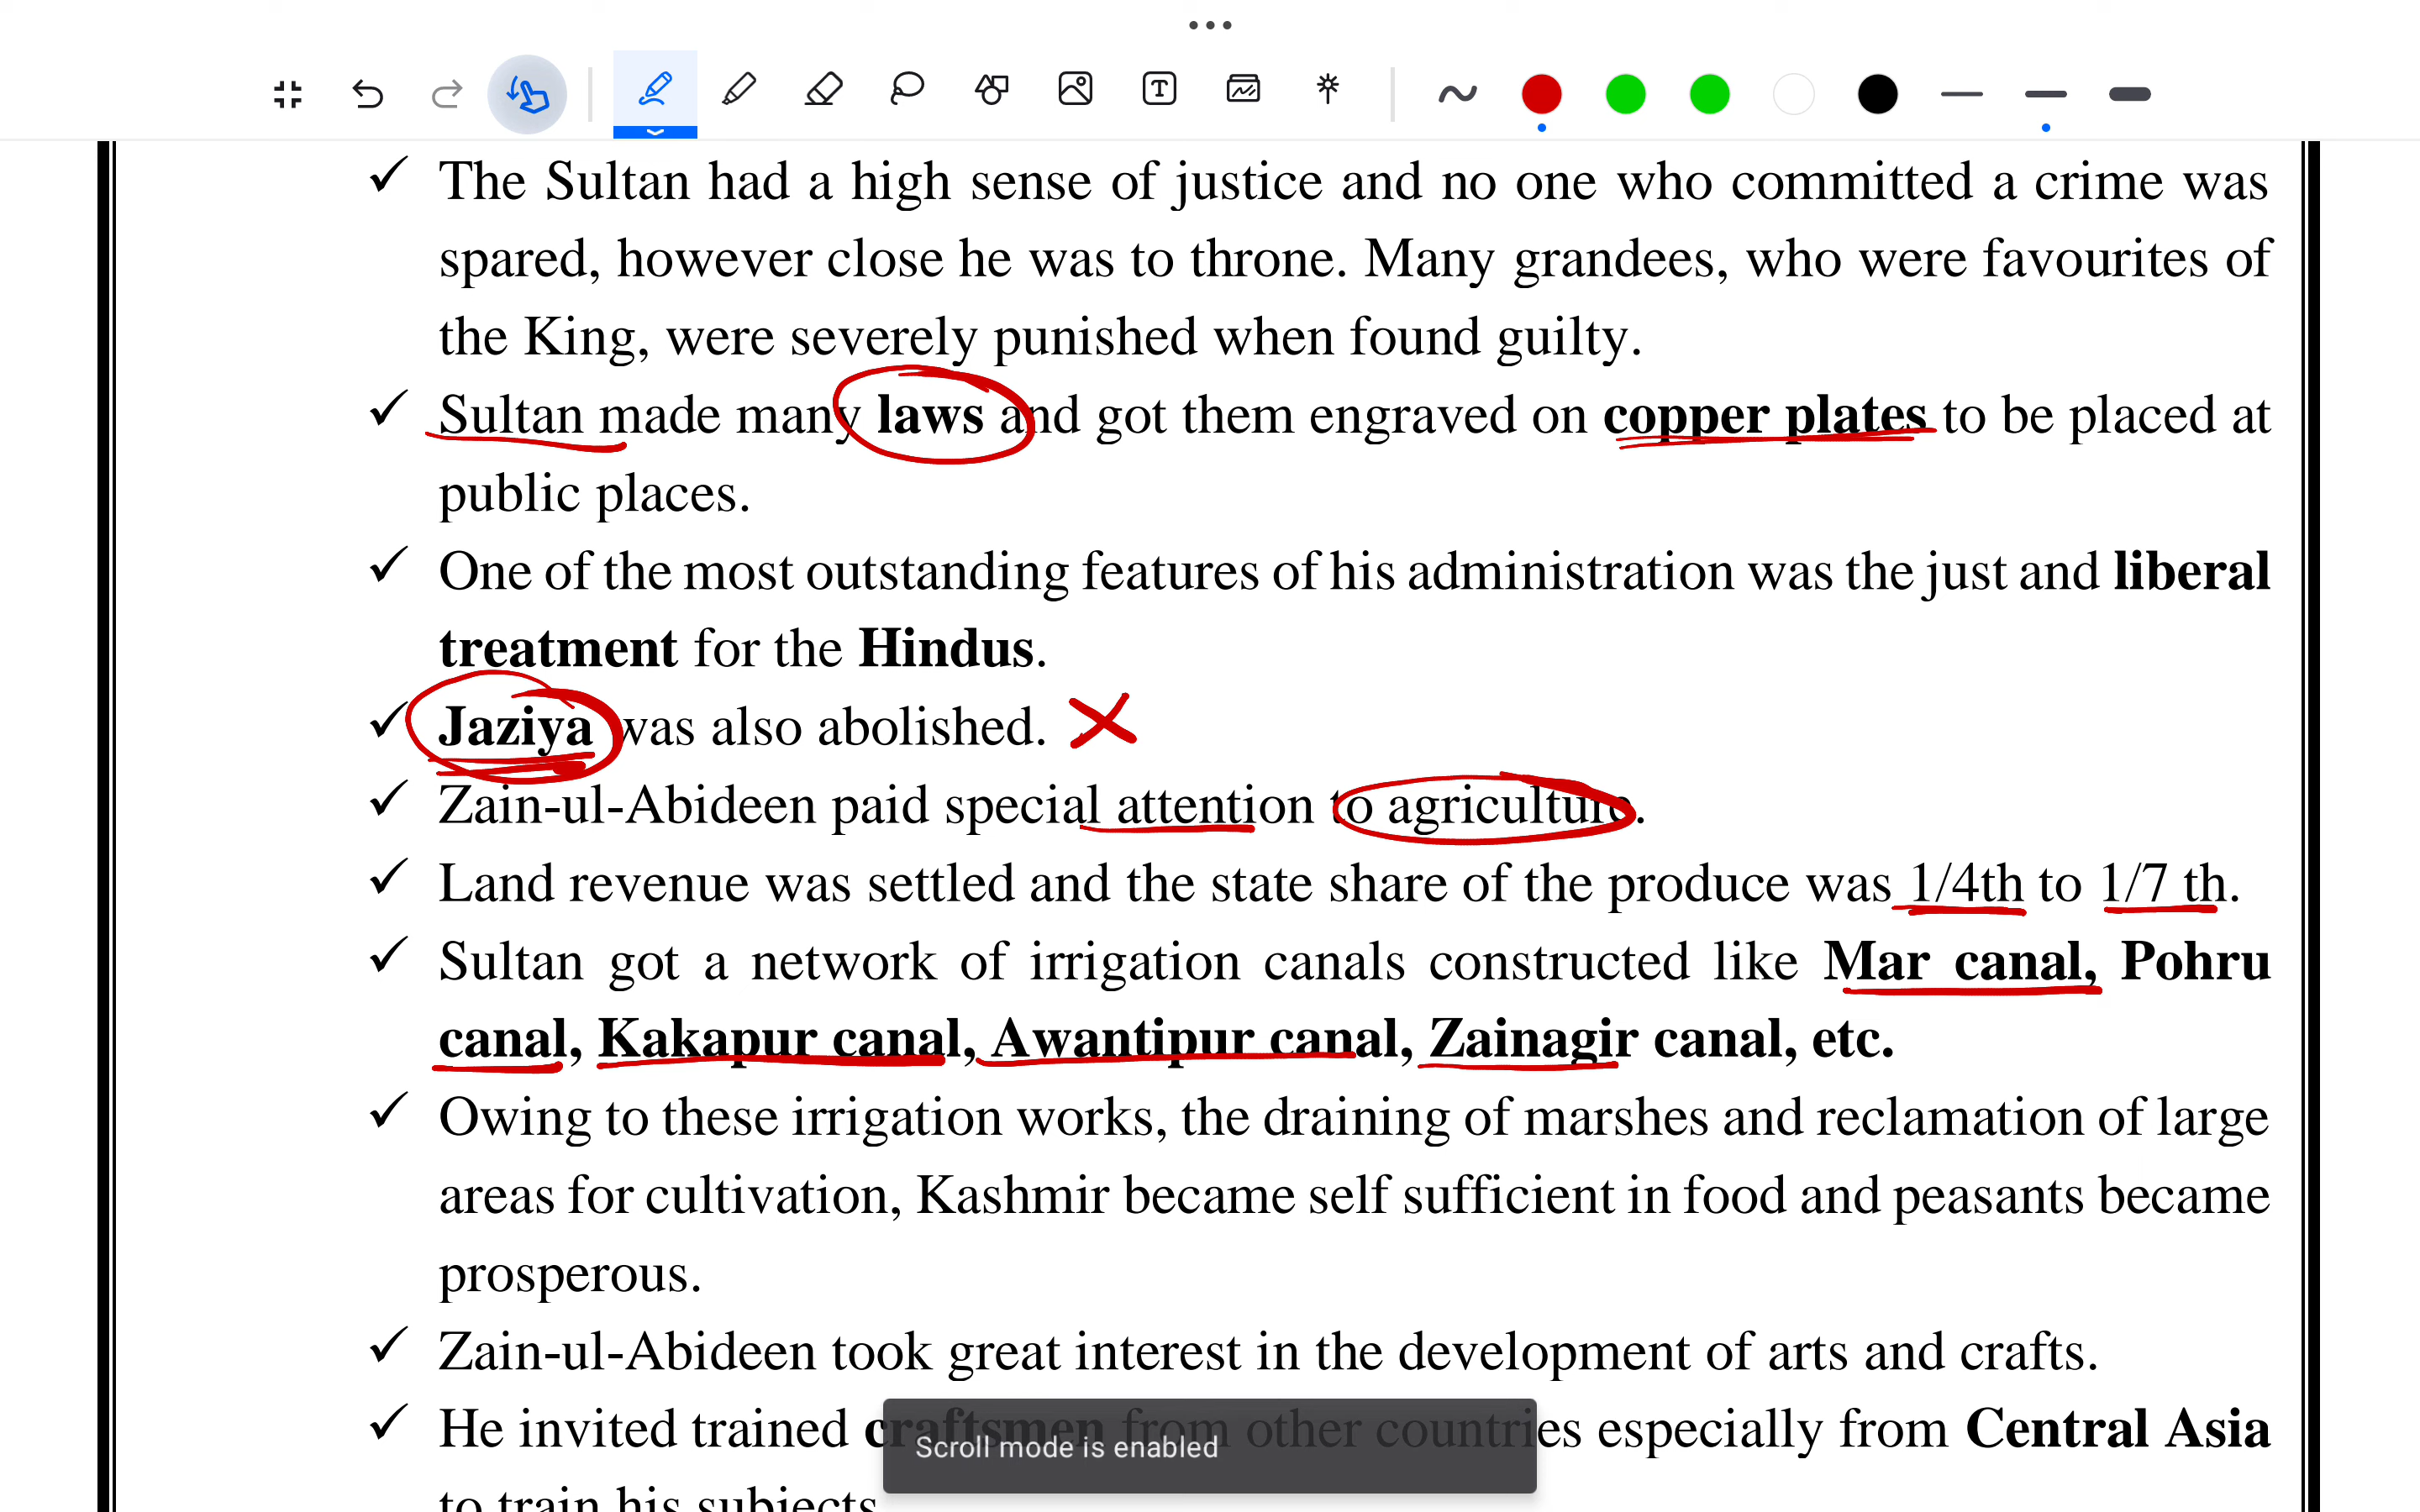 ✓ The Sultan had a high sense of justice and no one who committed a crime was
spared, however close he was to throne. Many grandees, who were favourites of
the King, were severely punished when found guilty.
✓ Sultan made many laws and got them engraved on copper plates to be placed at
public places.
✓ One of the most outstanding features of his administration was the just and liberal
treatment for the Hindus.
✓ Jaziya was also abolished.
✓ Zain-ul-Abideen paid special attention to agriculture.
✓ Land revenue was settled and the state share of the produce was 1/4th to 1/7 th.
✓ Sultan got a network of irrigation canals constructed like Mar canal, Pohru
canal, Kakapur canal, Awantipur canal, Zainagir canal, etc.
✓ Owing to these irrigation works, the draining of marshes and reclamation of large
areas for cultivation, Kashmir became self sufficient in food and peasants became
prosperous.
✓ Zain-ul-Abideen took great interest in the development of arts and crafts.
✓ He invited trained craftsmen from other countries especially from Central Asia
Scroll mode is enabled
to train his subjects